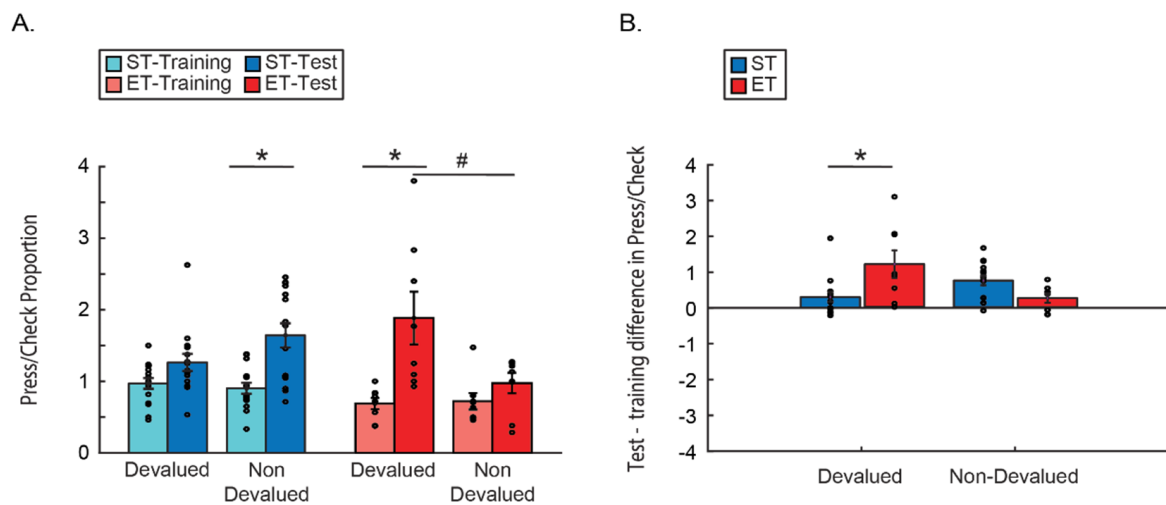 A.
ST-Training ST-Test
ET-Training ET-Test
Press/Check Proportion
4
3
2
1
0
*
*
#
Devalued
Non
Devalued
Devalued
Non
Devalued
B.
ST
ET
Test - training difference in Press/Check
4
3
2
1
0
-1
-2
-3
-4
*
Devalued
Non-Devalued